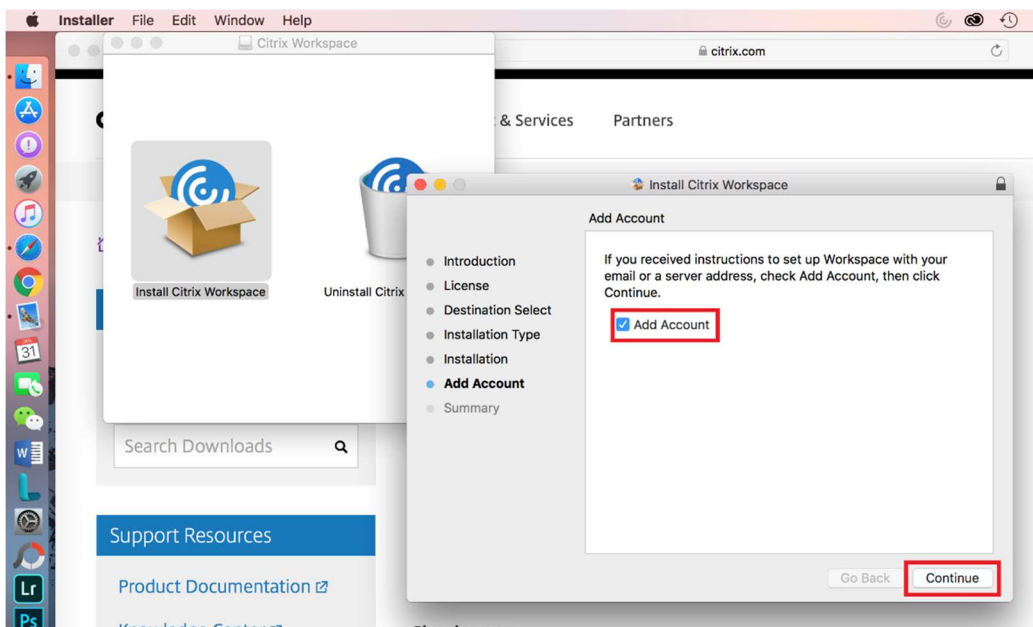 Installer File Edit Window Help
Citrix Workspace
citrix.com
& Services Partners
Install Citrix Workspace
Install Citrix Workspace
Uninstall Citrix
Add Account
Introduction
License
Destination Select
Installation Type
Installation
Add Account
Summary
If you received instructions to set up Workspace with your
email or a server address, check Add Account, then click
Continue.
Add Account
Go Back Continue
31
W
Search Downloads
Support Resources
Product Documentation
Lr
Ps